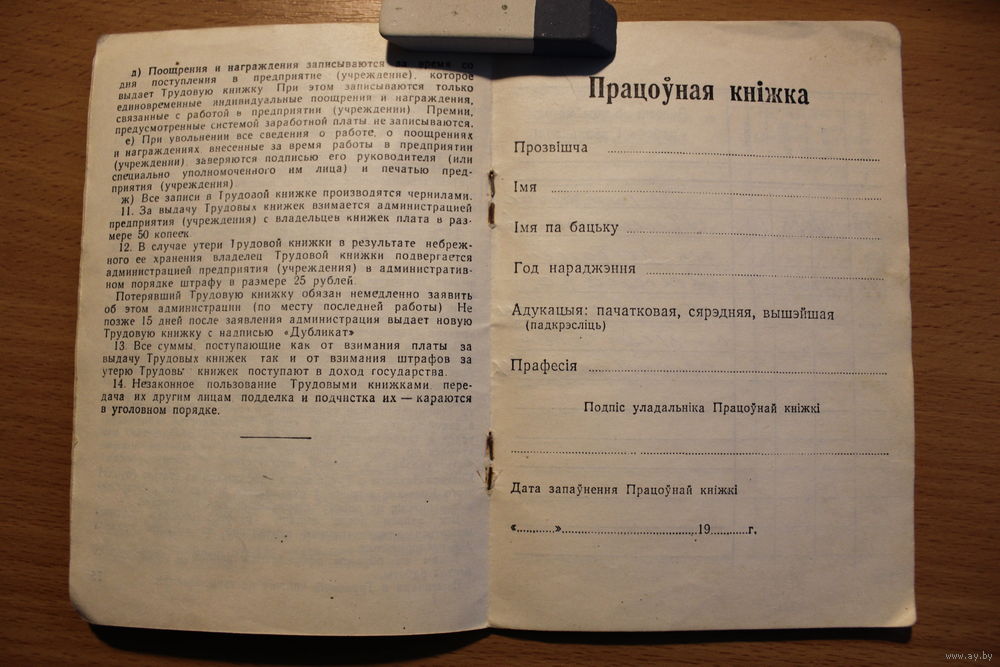 д) Поощрения и награждения записываются за время со
дня поступления в предприятие (учреждение), которое
выдает Трудовую книжку При этом записываются только
единовременные индивидуальные поощрения и награждения,
связанные с работой в предприятии (учреждении) Премии,
предусмотренные системой заработной платы не записываются.
е) При увольнении все сведения о работе, о поощрениях
и награждениях внесенные за время работы в предприятии
(учреждении) заверяются подписью его руководителя (или
специально уполномоченного им лица) и печатью пред-
приятия (учреждения)
ж) Все записи в Трудовой книжке производятся чернилами.
11. За выдачу Трудовых книжек взимается администрацией
предприятия (учреждения) с владельцев книжек плата в раз-
мере 50 копеек
12. В случае утери Трудовой книжки в результате небреж-
ного ее хранения владелец Трудовой книжки подвергается
администрацией предприятия (учреждения) в административ-
ном порядке штрафу в размере 25 рублей.
Потерявший Трудовую книжку обязан немедленно заявить
об этом администрации (по месту последней работы) Не
позже 15 дней после заявления администрация выдает новую
Трудовую книжку с надписью «Дубликат»
13. Все суммы, поступающие как от взимания платы за
выдачу Трудовых книжек так и от взимания штрафов за
утерю Трудовы книжек поступают в доход государства.
14. Незаконное пользование Трудовыми книжками, пере-
дача их другим лицам подделка и подчистка их — караются
в уголовном порядке.
Працоўная кніжка
Прозвішча
Імя
Імя па бацьку
Год нараджэння
Адукацыя: пачатковая, сярэдняя, вышэйшая
(падкрэсліць)
Прафесія
Подпіс уладальніка Працоўнай кніжкі
Дата запаўнення Працоўнай кніжкі
«..........»..........19..........г.
www.ay.by